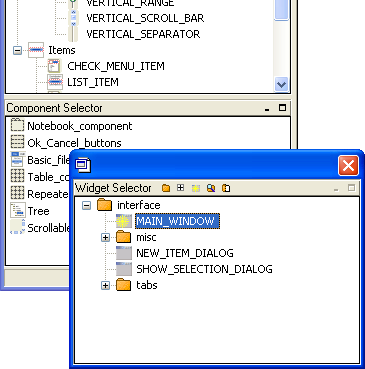 VERTICAL_RANGE
VERTICAL_SCROLL_BAR
VERTICAL_SEPARATOR
Items
CHECK_MENU_ITEM
LIST_ITEM
Component Selector
Notebook_component
Ok_Cancel_buttons
Basic_file
Table_co
Repeate
Tree
Scrollable
Widget Selector
interface
MAIN_WINDOW
misc
NEW_ITEM_DIALOG
SHOW_SELECTION_DIALOG
tabs